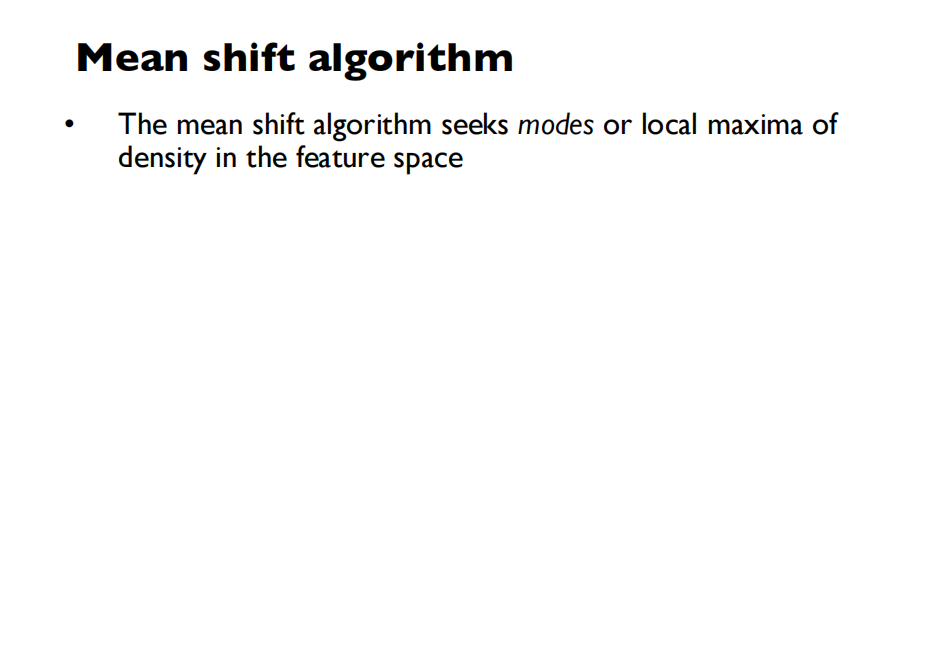 Mean shift algorithm
• The mean shift algorithm seeks modes or local maxima of
density in the feature space